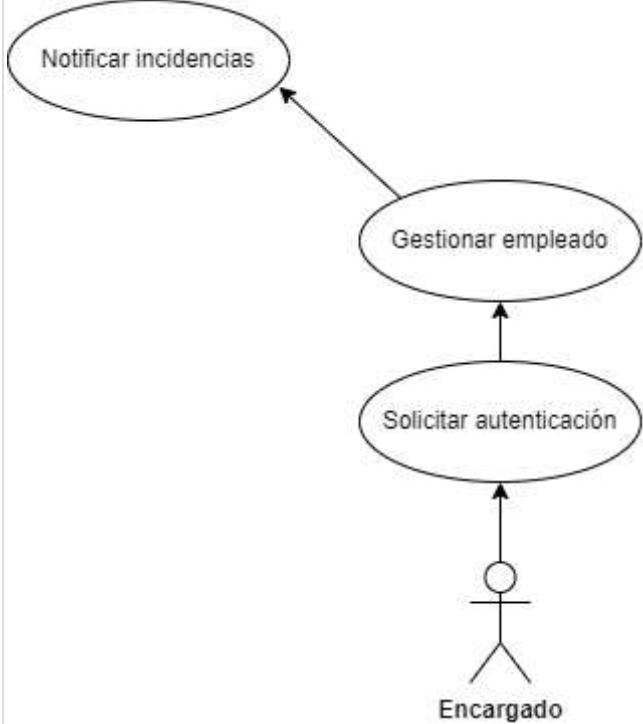 Notificar incidencias
Gestionar empleado
Solicitar autenticación
Encargado